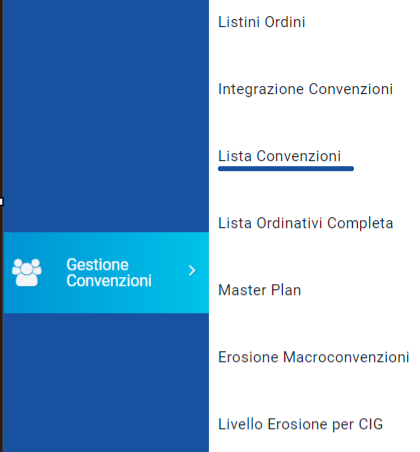 Listini Ordini
Integrazione Convenzioni
Lista Convenzioni
Lista Ordinativi Completa
Gestione
Convenzioni
Master Plan
Erosione Macroconvenzioni
Livello Erosione per CIG